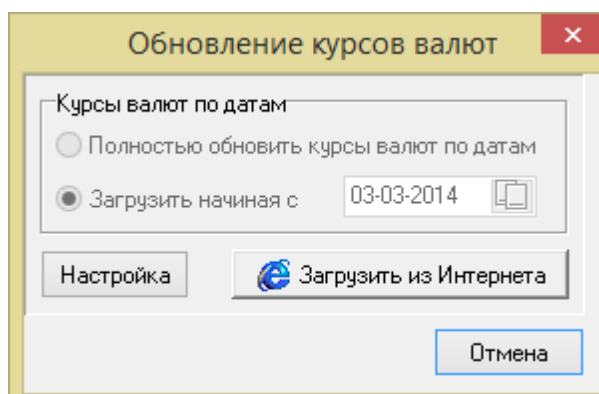 Обновление курсов валют
Курсы валют по датам
Полностью обновить курсы валют по датам
Загрузить начиная с 03-03-2014
Настройка Загрузить из Интернета
Отмена